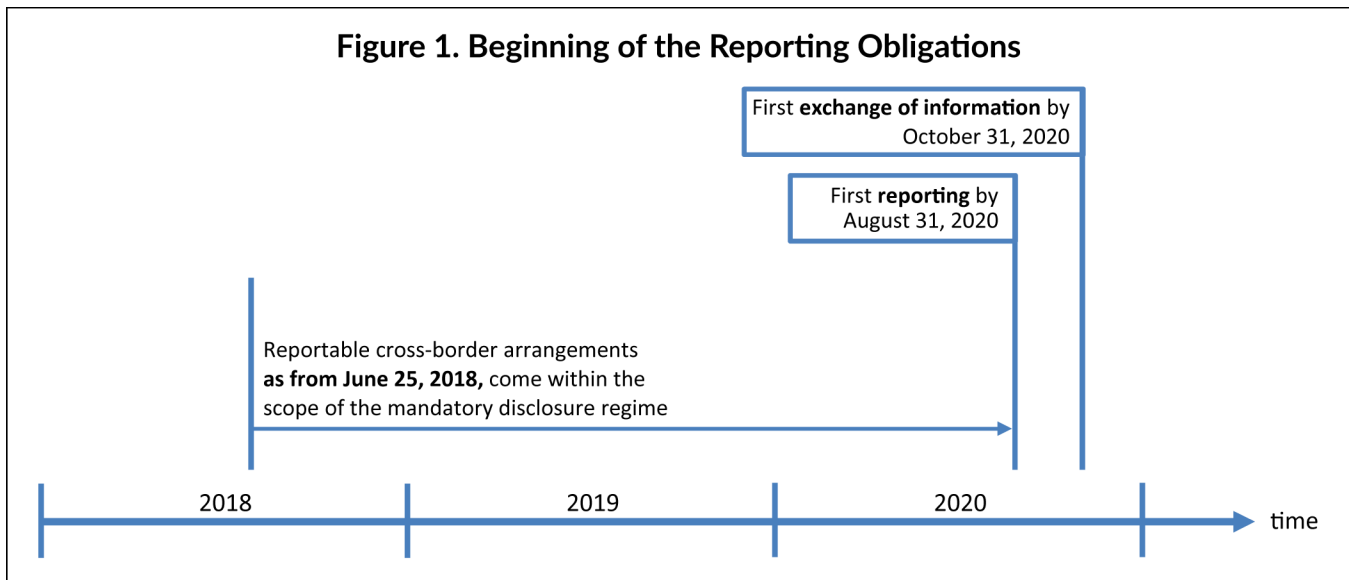 Figure 1. Beginning of the Reporting Obligations
First exchange of information by
October 31, 2020
First reporting by
August 31, 2020
Reportable cross-border arrangements
as from June 25, 2018, come within the
scope of the mandatory disclosure regime
2018
2019
2020
time